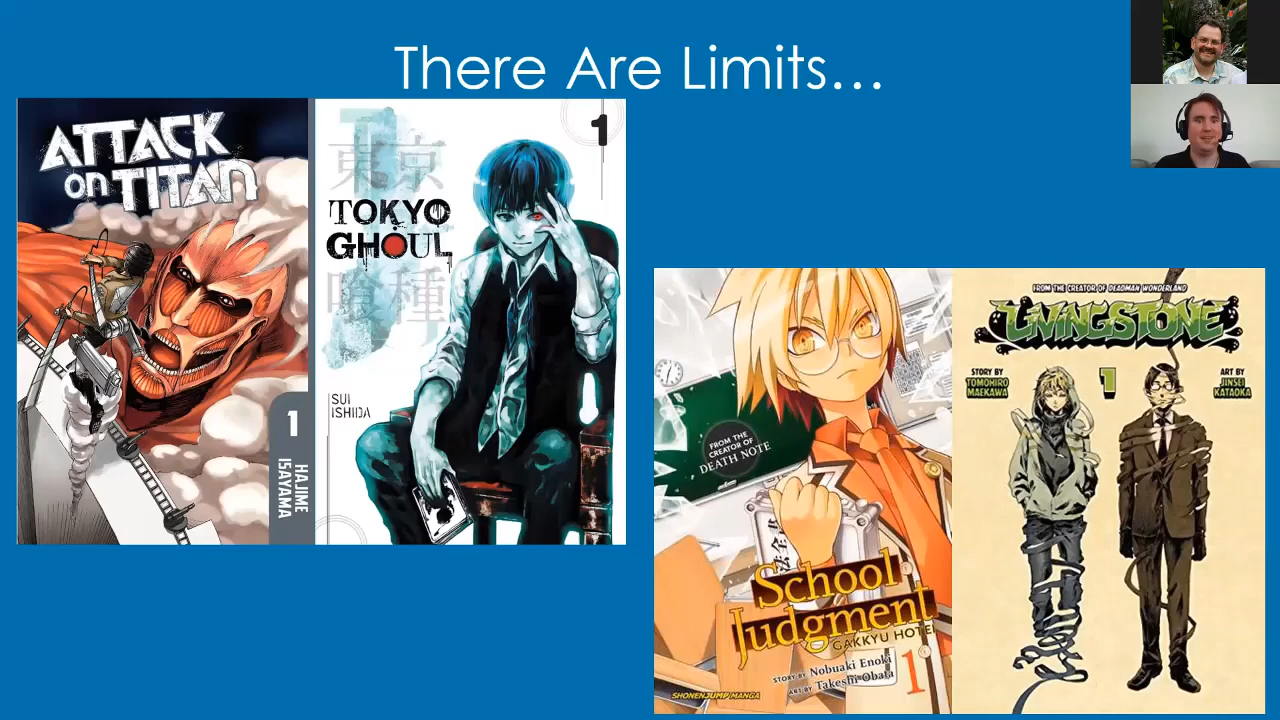 There Are Limits...
ATTACK
on TITAN
1
HAJIME
ISAYAMA
1
東京
TOKYO
GHOUL
喰種
SUI
ISHIDA
FROM THE
CREATOR OF
DEATH NOTE
School
Judgment
GAKKYU HOTEI
1
STORY BY Nobuaki Enoki
ART BY Takeshi Obata
SHONEN JUMP MANGA
FROM THE CREATOR OF DEADMAN WONDERLAND
LIVINGSTONE
STORY BY
TOMOHIRO
MAEKAWA
1
ART BY
JINSEI
KATAOKA